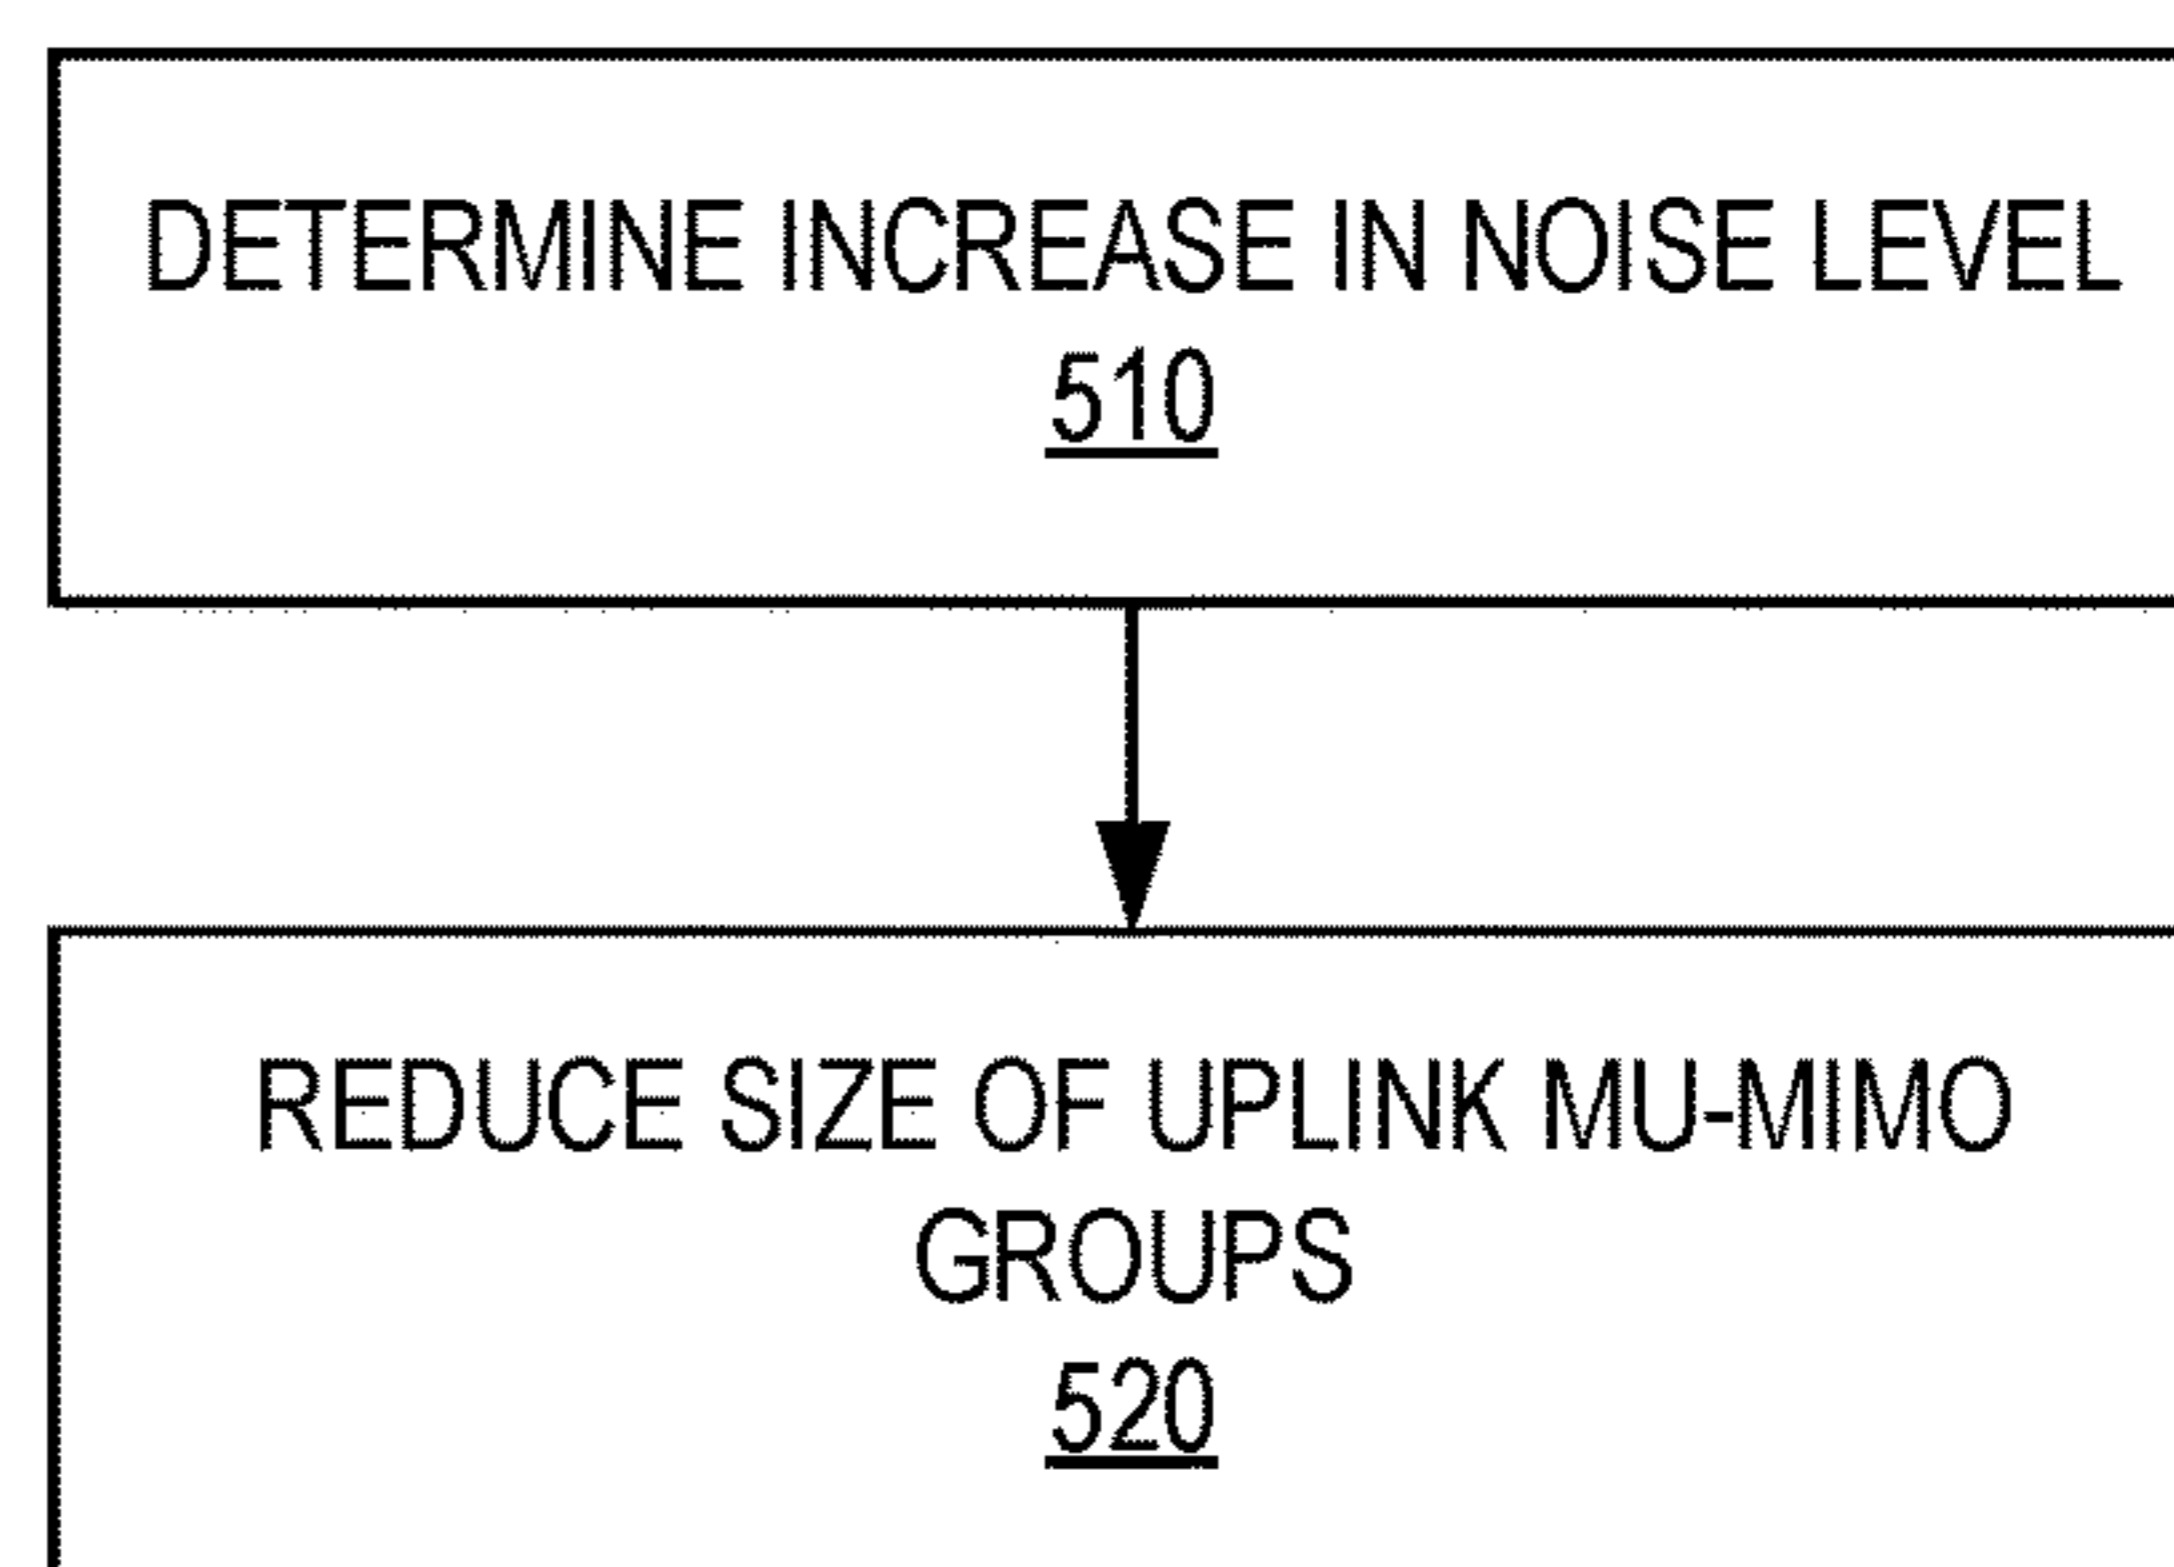 DETERMINE INCREASE IN NOISE LEVEL
510
REDUCE SIZE OF UPLINK MU-MIMO
GROUPS
520